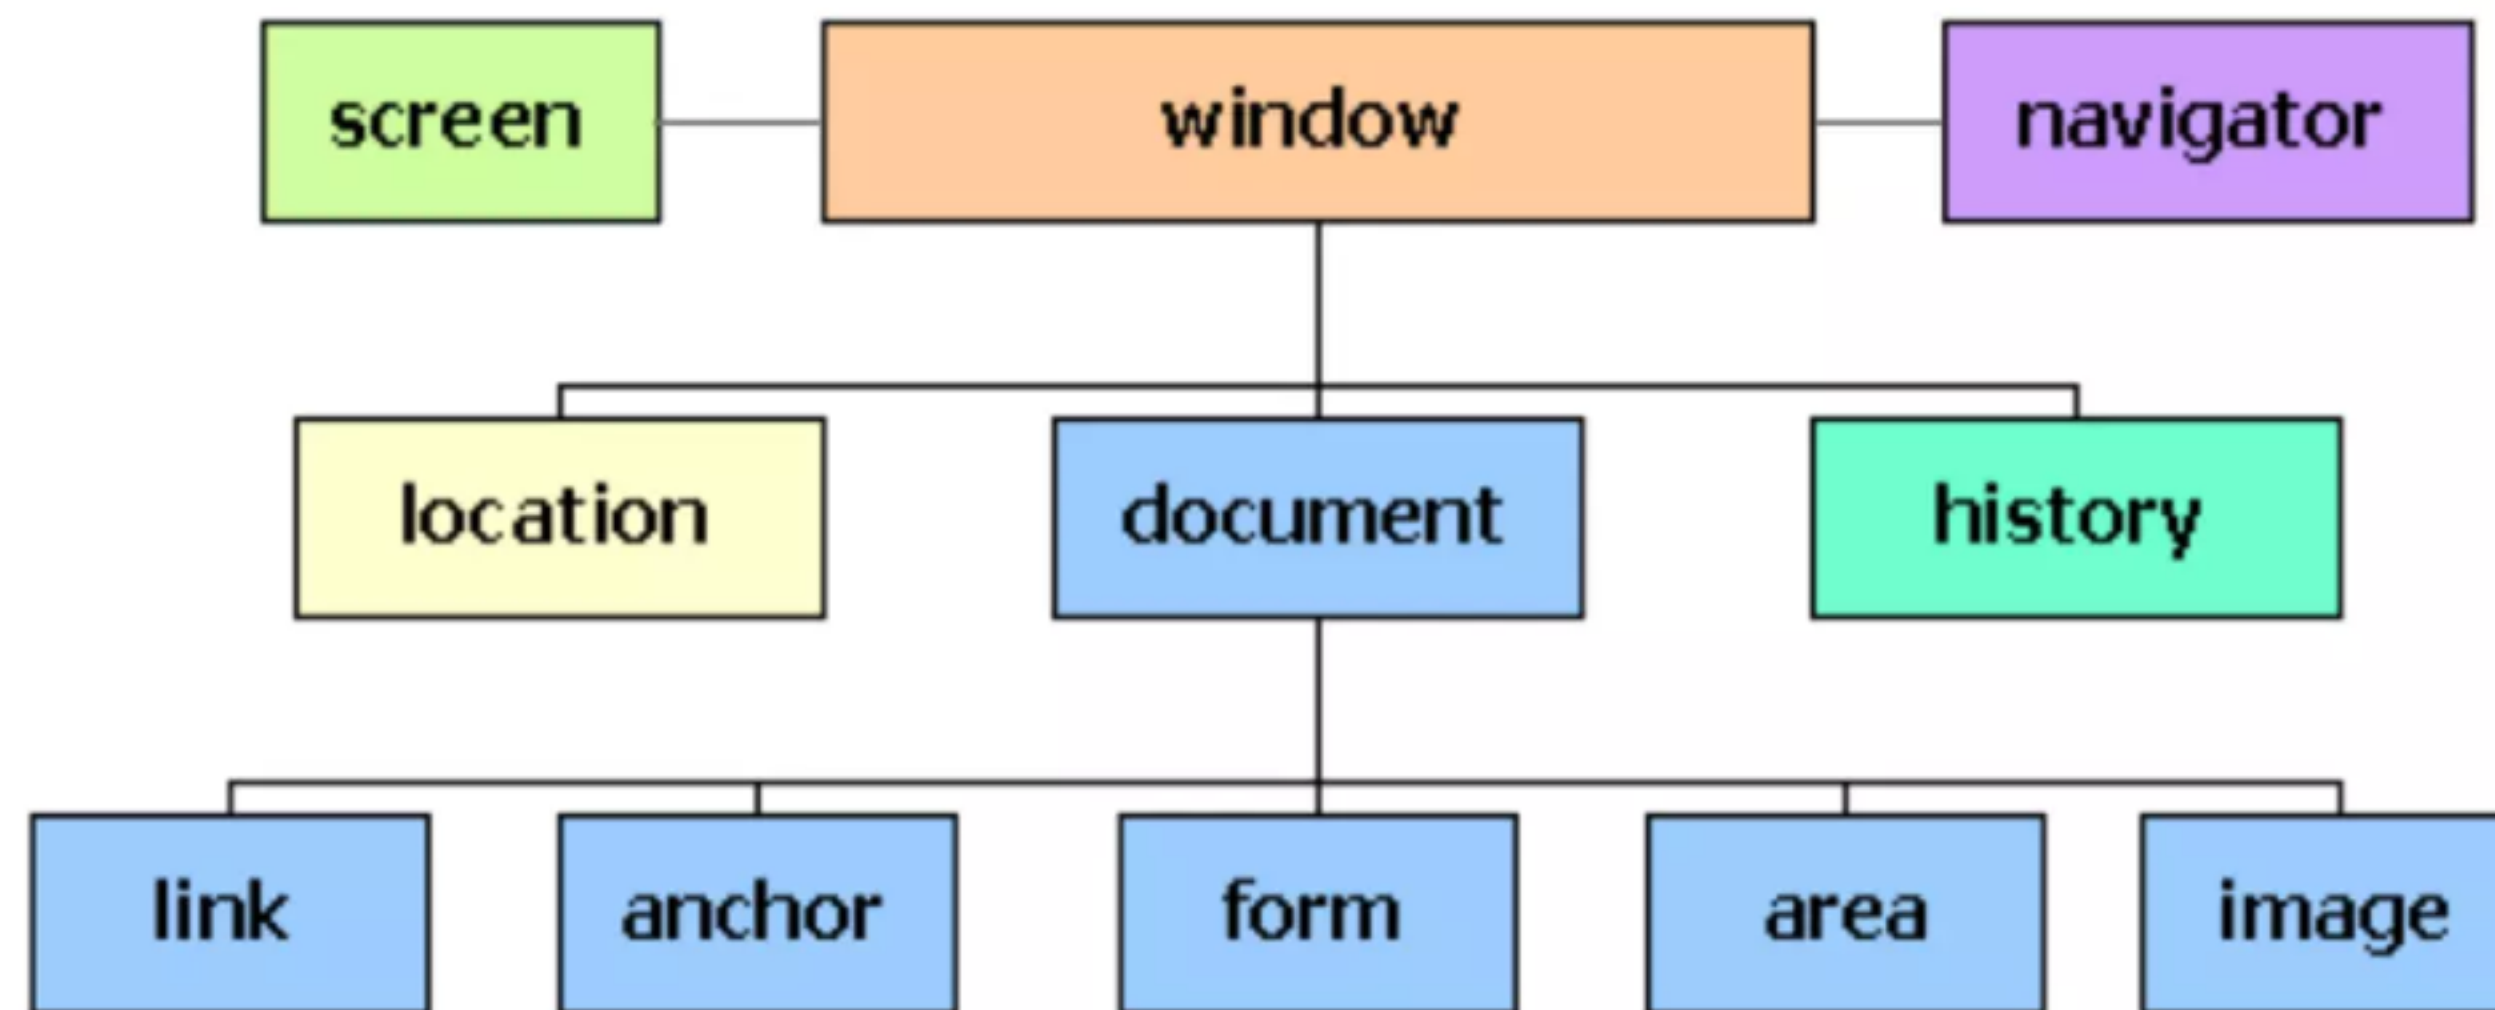 screen
window
navigator
location
document
history
link
anchor
form
area
image